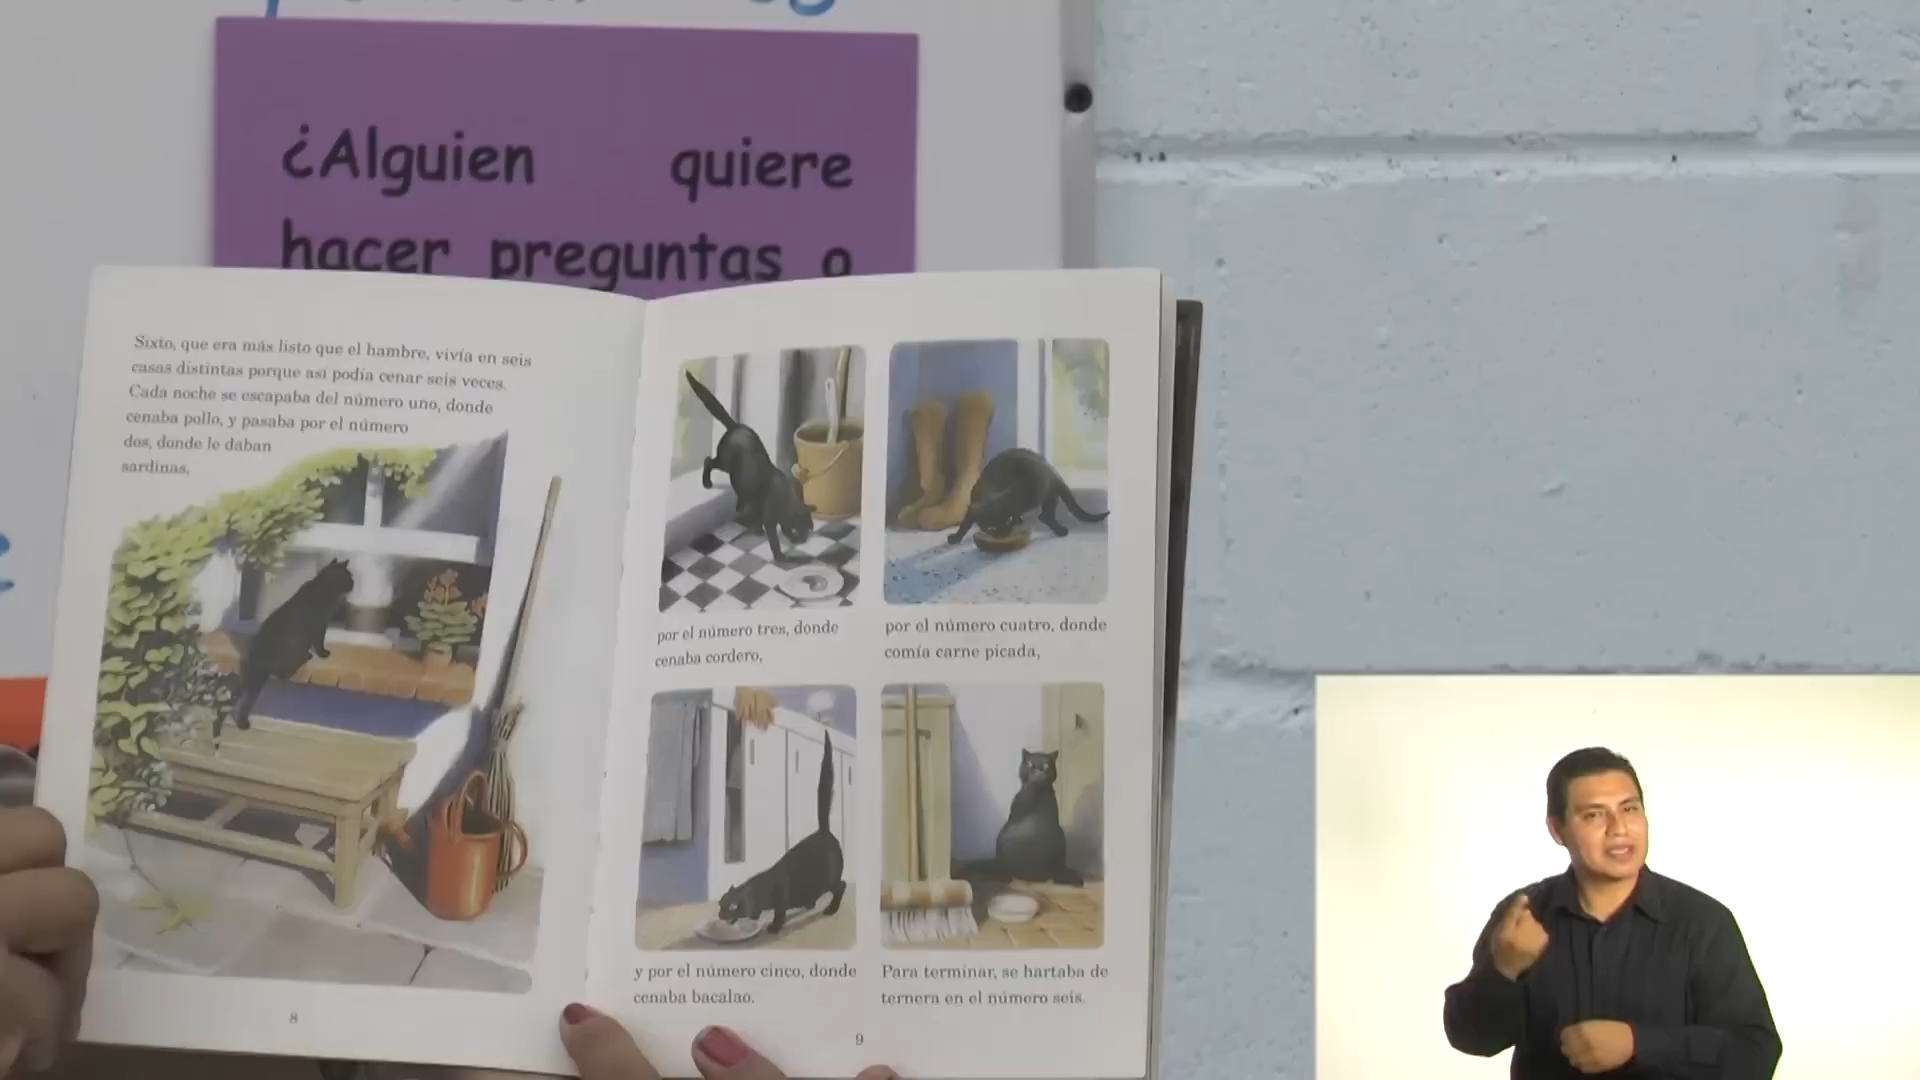 ¿Alguien quiere
hacer preguntas o
Sixto, que era más listo que el hambre, vivía en seis
casas distintas porque así podía cenar seis veces.
Cada noche se escapaba del número uno, donde
cenaba pollo, y pasaba por el número
dos, donde le daban
sardinas,
8
por el número tres, donde
cenaba cordero,
por el número cuatro, donde
comía carne picada,
y por el número cinco, donde
cenaba bacalao.
Para terminar, se hartaba de
ternera en el número seis.
9